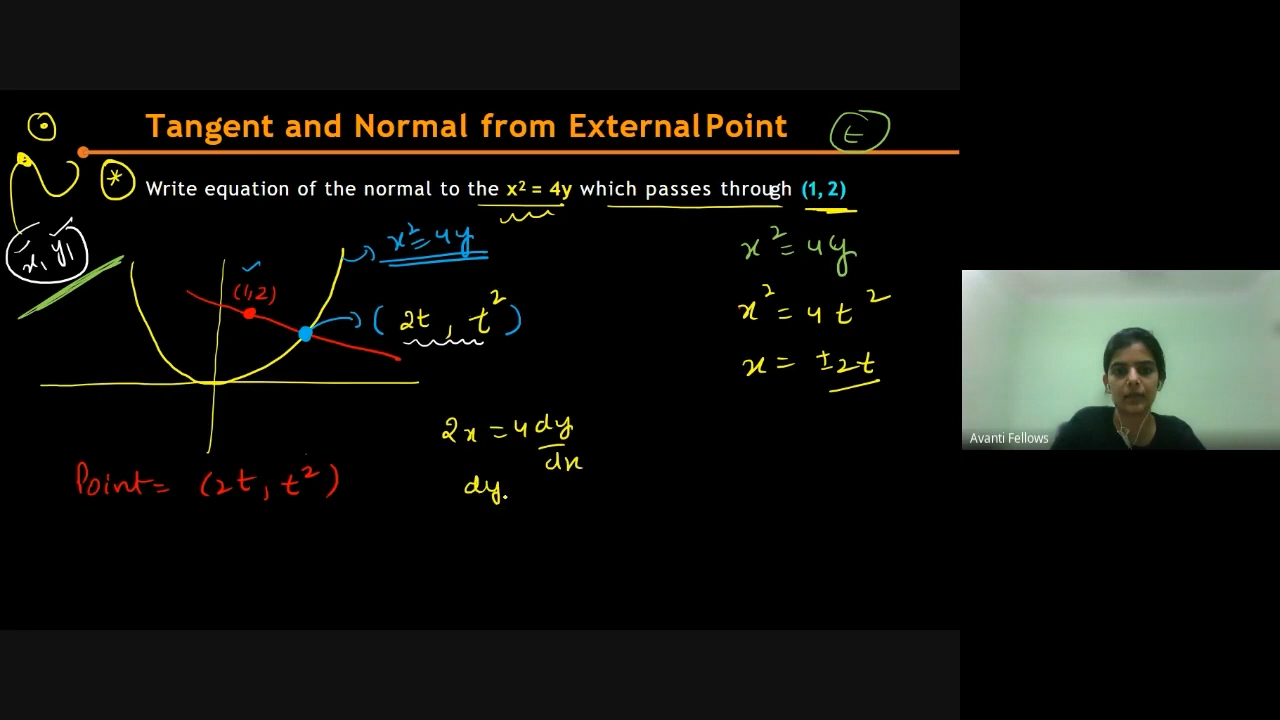 Tangent and Normal from External Point
t
*
Write equation of the normal to the x² = 4y which passes through (1, 2)
x₁ y₁
x² = 4y
(1,2)
(2t, t²)
x² = 4y
x² = 4t²
x = ±2t
2x = 4 dy/dx
dy
Point = (2t, t²)
Avanti Fellows